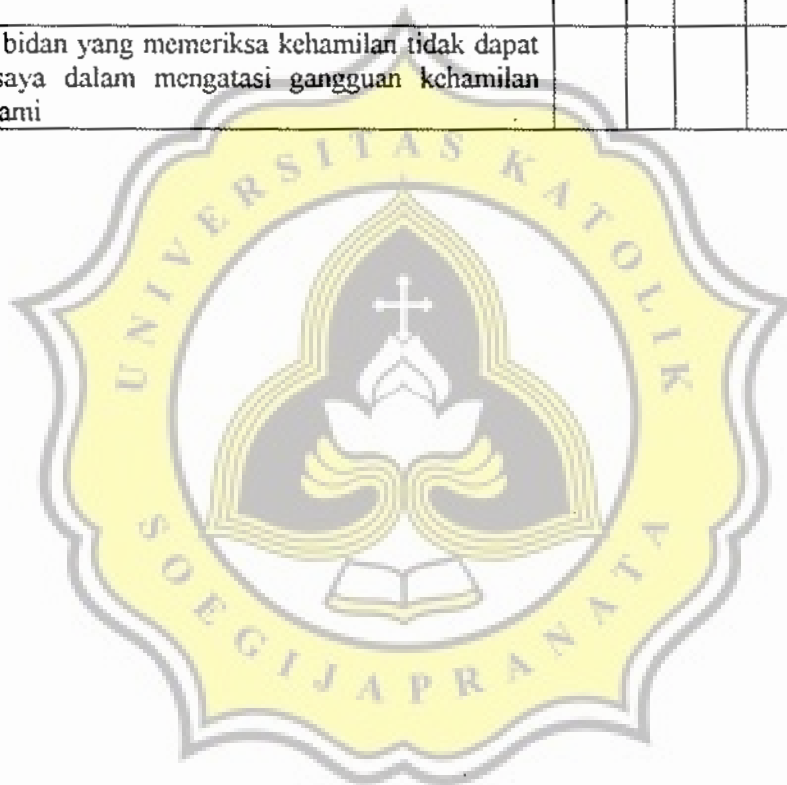 bidan yang memeriksa kehamilan tidak dapat
saya dalam mengatasi gangguan kehamilan
ami
UNIVERSITAS KATOLIK
SOEGIJAPRANATA